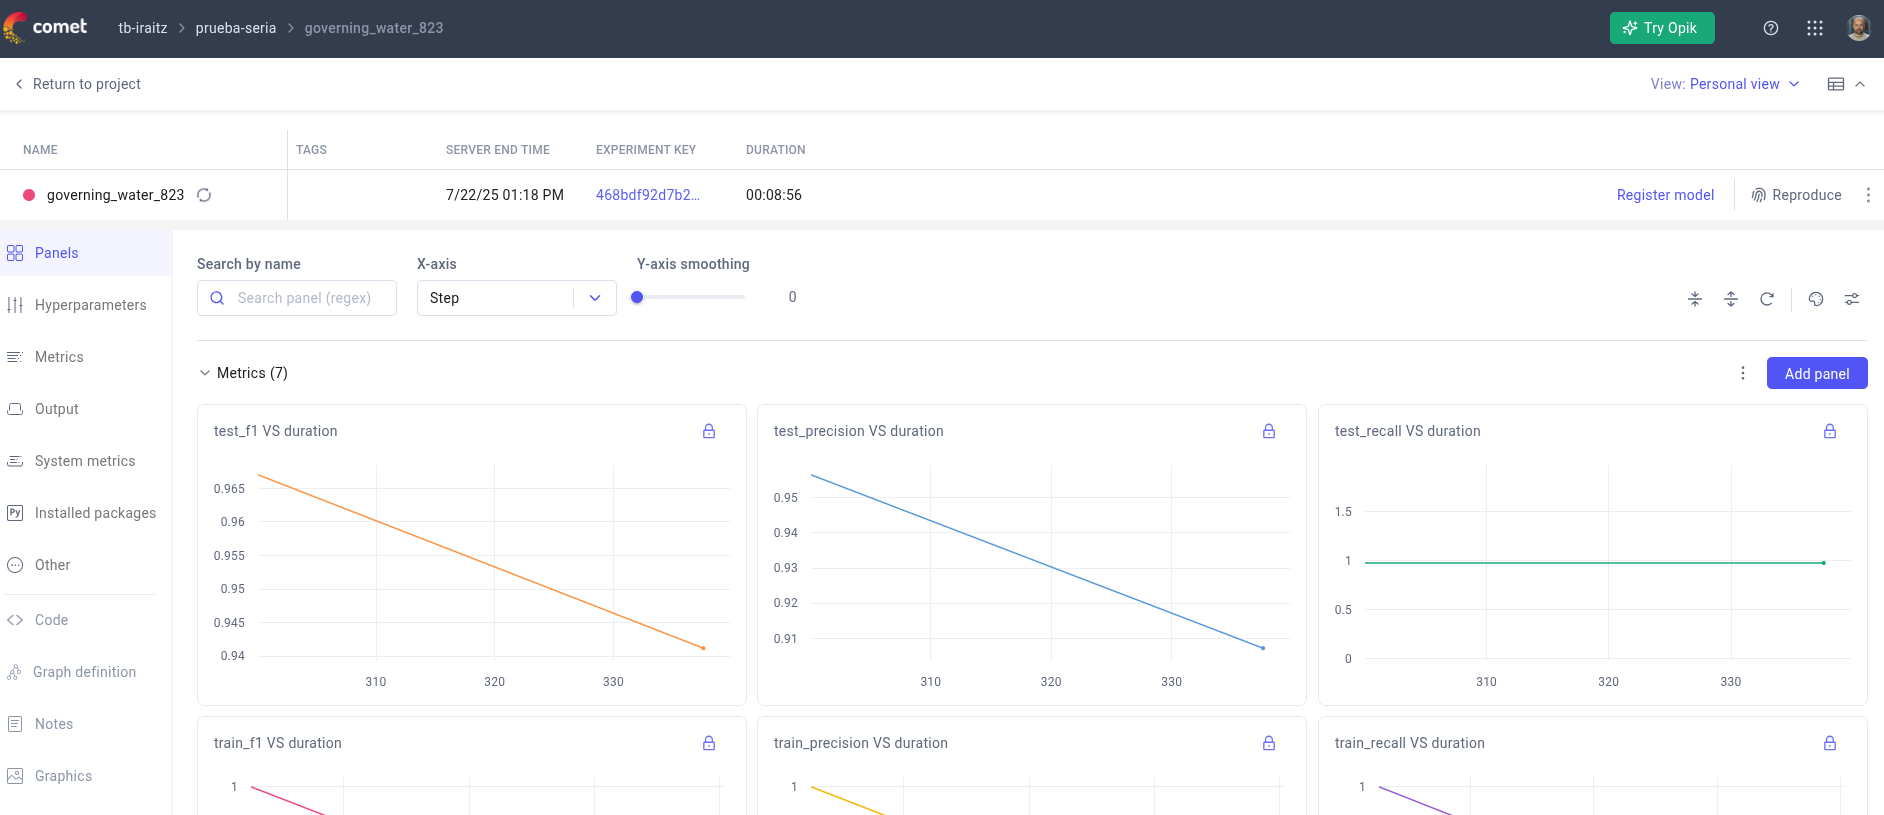 comet tb-iraitz prueba-seria governing_water_823 Try Opik
Return to project View: Personal view
NAME TAGS SERVER END TIME EXPERIMENT KEY DURATION
governing_water_823 7/22/25 01:18 PM 468bdf92d7b2... 00:08:56 Register model Reproduce
Panels
Hyperparameters
Metrics
Output
System metrics
Py Installed packages
Other
Code
Graph definition
Notes
Graphics
Search by name X-axis Y-axis smoothing
Search panel (regex) Step 0
Metrics (7) Add panel
test_f1 VS duration
0.965
0.96
0.955
0.95
0.945
0.94
310 320 330
test_precision VS duration
0.95
0.94
0.93
0.92
0.91
310 320 330
test_recall VS duration
1.5
1
0.5
0
310 320 330
train_f1 VS duration
1
train_precision VS duration
1
train_recall VS duration
1